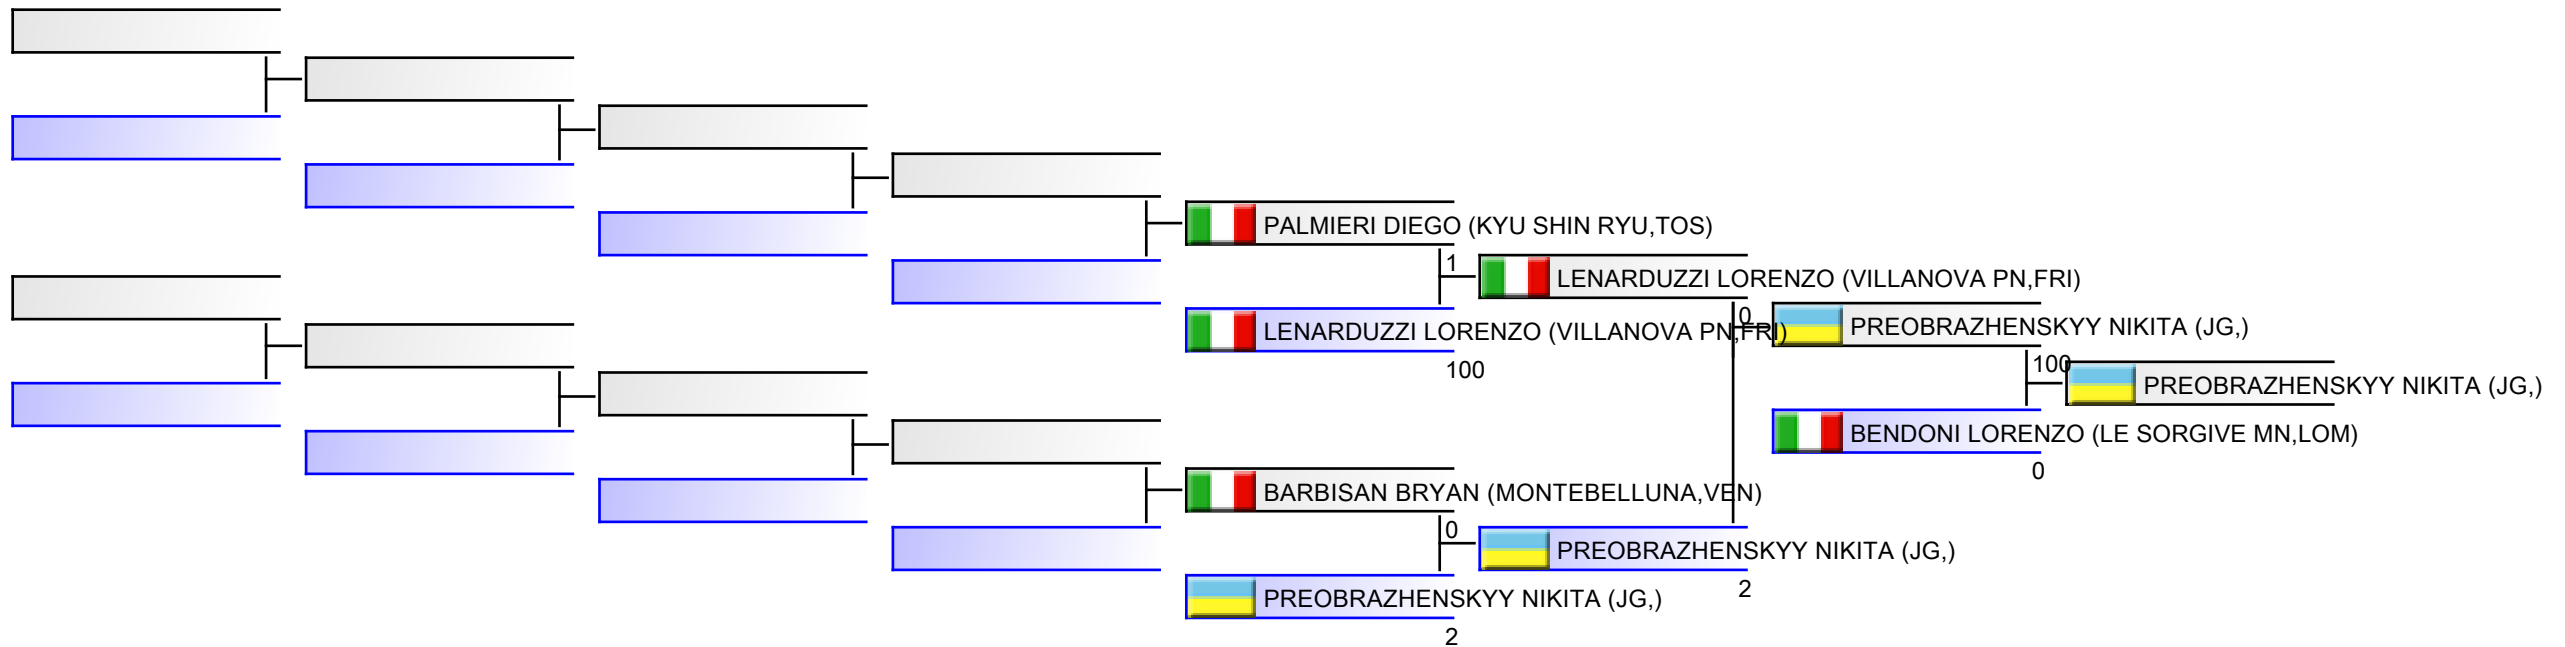 PALMIERI DIEGO (KYU SHIN RYU,TOS)
1
LENARDUZZI LORENZO (VILLANOVA PN,FRI)
LENARDUZZI LORENZO (VILLANOVA PN,FRI)
100
0
PREOBRAZHENSKYY NIKITA (JG,)
100
PREOBRAZHENSKYY NIKITA (JG,)
BENDONI LORENZO (LE SORGIVE MN,LOM)
0
BARBISAN BRYAN (MONTEBELLUNA,VEN)
0
PREOBRAZHENSKYY NIKITA (JG,)
2
PREOBRAZHENSKYY NIKITA (JG,)
2